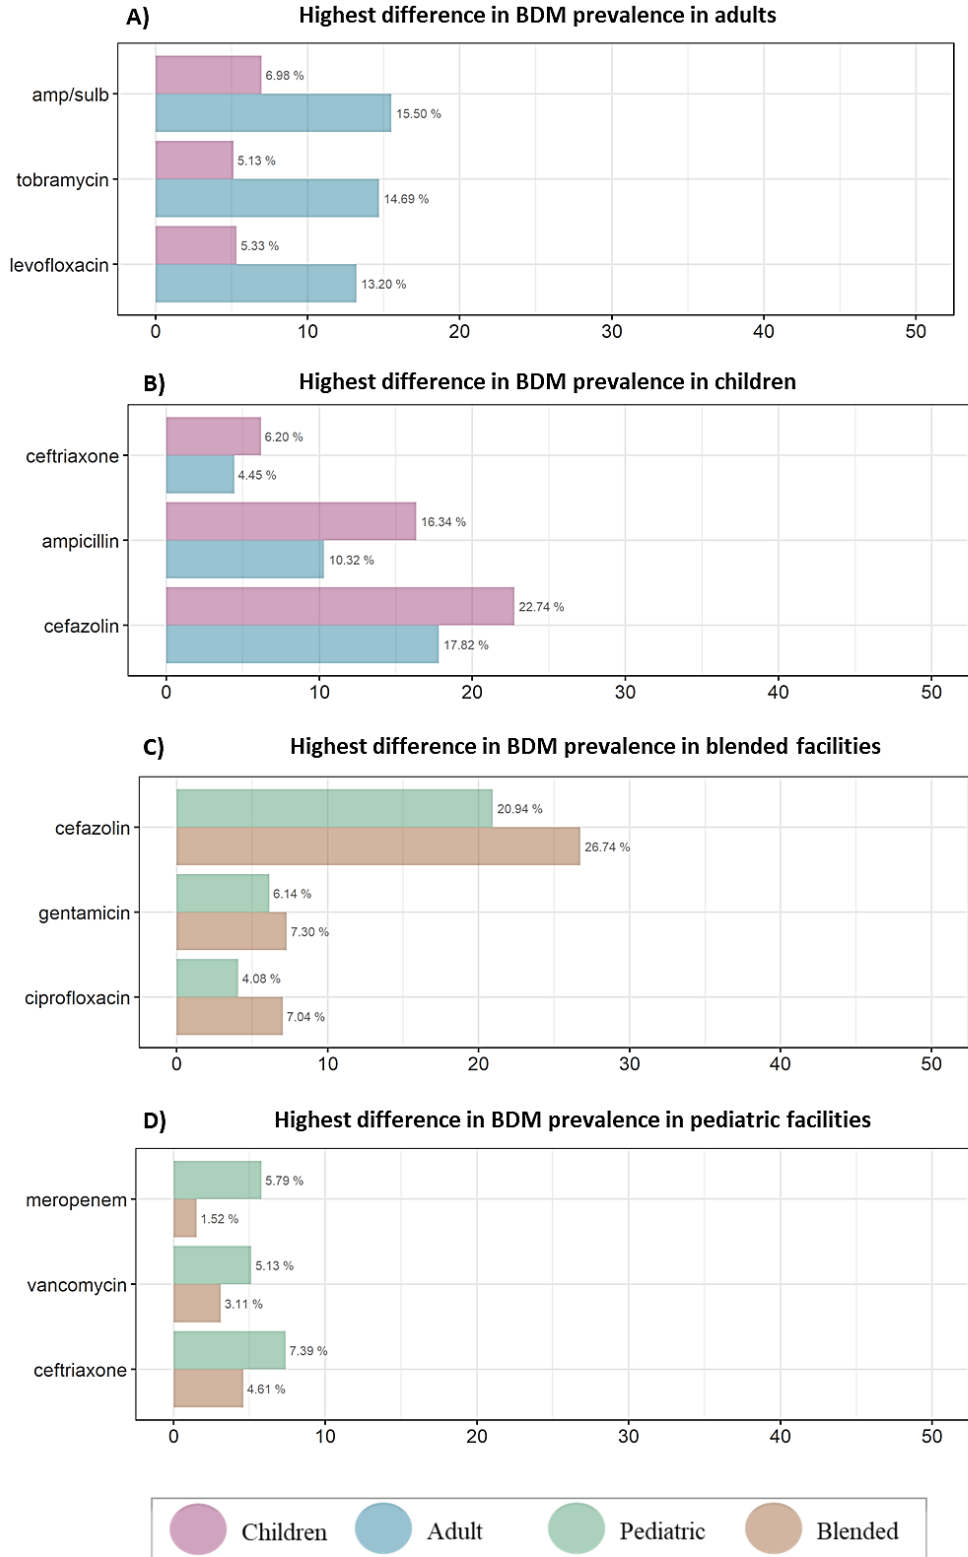 A) Highest difference in BDM prevalence in adults
amp/sulb
6.98 %
15.50 %
tobramycin
5.13 %
14.69 %
levofloxacin
5.33 %
13.20 %
0 10 20 30 40 50
B) Highest difference in BDM prevalence in children
ceftriaxone
6.20 %
4.45 %
ampicillin
16.34 %
10.32 %
cefazolin
22.74 %
17.82 %
0 10 20 30 40 50
C) Highest difference in BDM prevalence in blended facilities
cefazolin
20.94 %
26.74 %
gentamicin
6.14 %
7.30 %
ciprofloxacin
4.08 %
7.04 %
0 10 20 30 40 50
D) Highest difference in BDM prevalence in pediatric facilities
meropenem
5.79 %
1.52 %
vancomycin
5.13 %
3.11 %
ceftriaxone
7.39 %
4.61 %
0 10 20 30 40 50
Children Adult Pediatric Blended